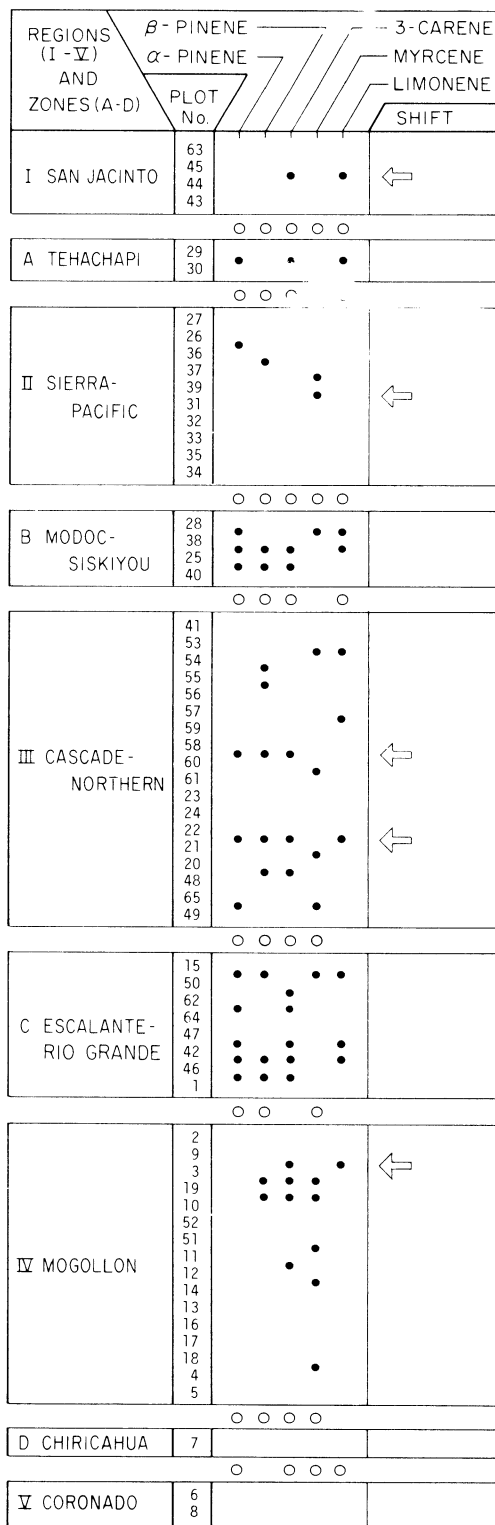 REGIONS
(I - V)
AND
ZONES (A-D)
β - PINENE
α - PINENE
3-CARENE
MYRCENE
LIMONENE
PLOT
No.
SHIFT
I SAN JACINTO
63
45
44
43
A TEHACHAPI
29
30
II SIERRA-
PACIFIC
27
26
36
37
39
31
32
33
35
34
B MODOC-
SISKIYOU
28
38
25
40
III CASCADE-
NORTHERN
41
53
54
55
56
57
59
58
60
61
23
24
22
21
20
48
65
49
C ESCALANTE-
RIO GRANDE
15
50
62
64
47
42
46
1
IV MOGOLLON
2
9
3
19
10
52
51
11
12
14
13
16
17
18
4
5
D CHIRICAHUA
7
V CORONADO
6
8